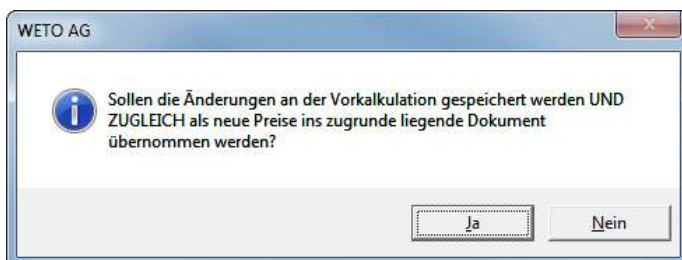 WETO AG
Sollen die Änderungen an der Vorkalkulation gespeichert werden UND
ZUGLEICH als neue Preise ins zugrunde liegende Dokument
übernommen werden?
Ja
Nein